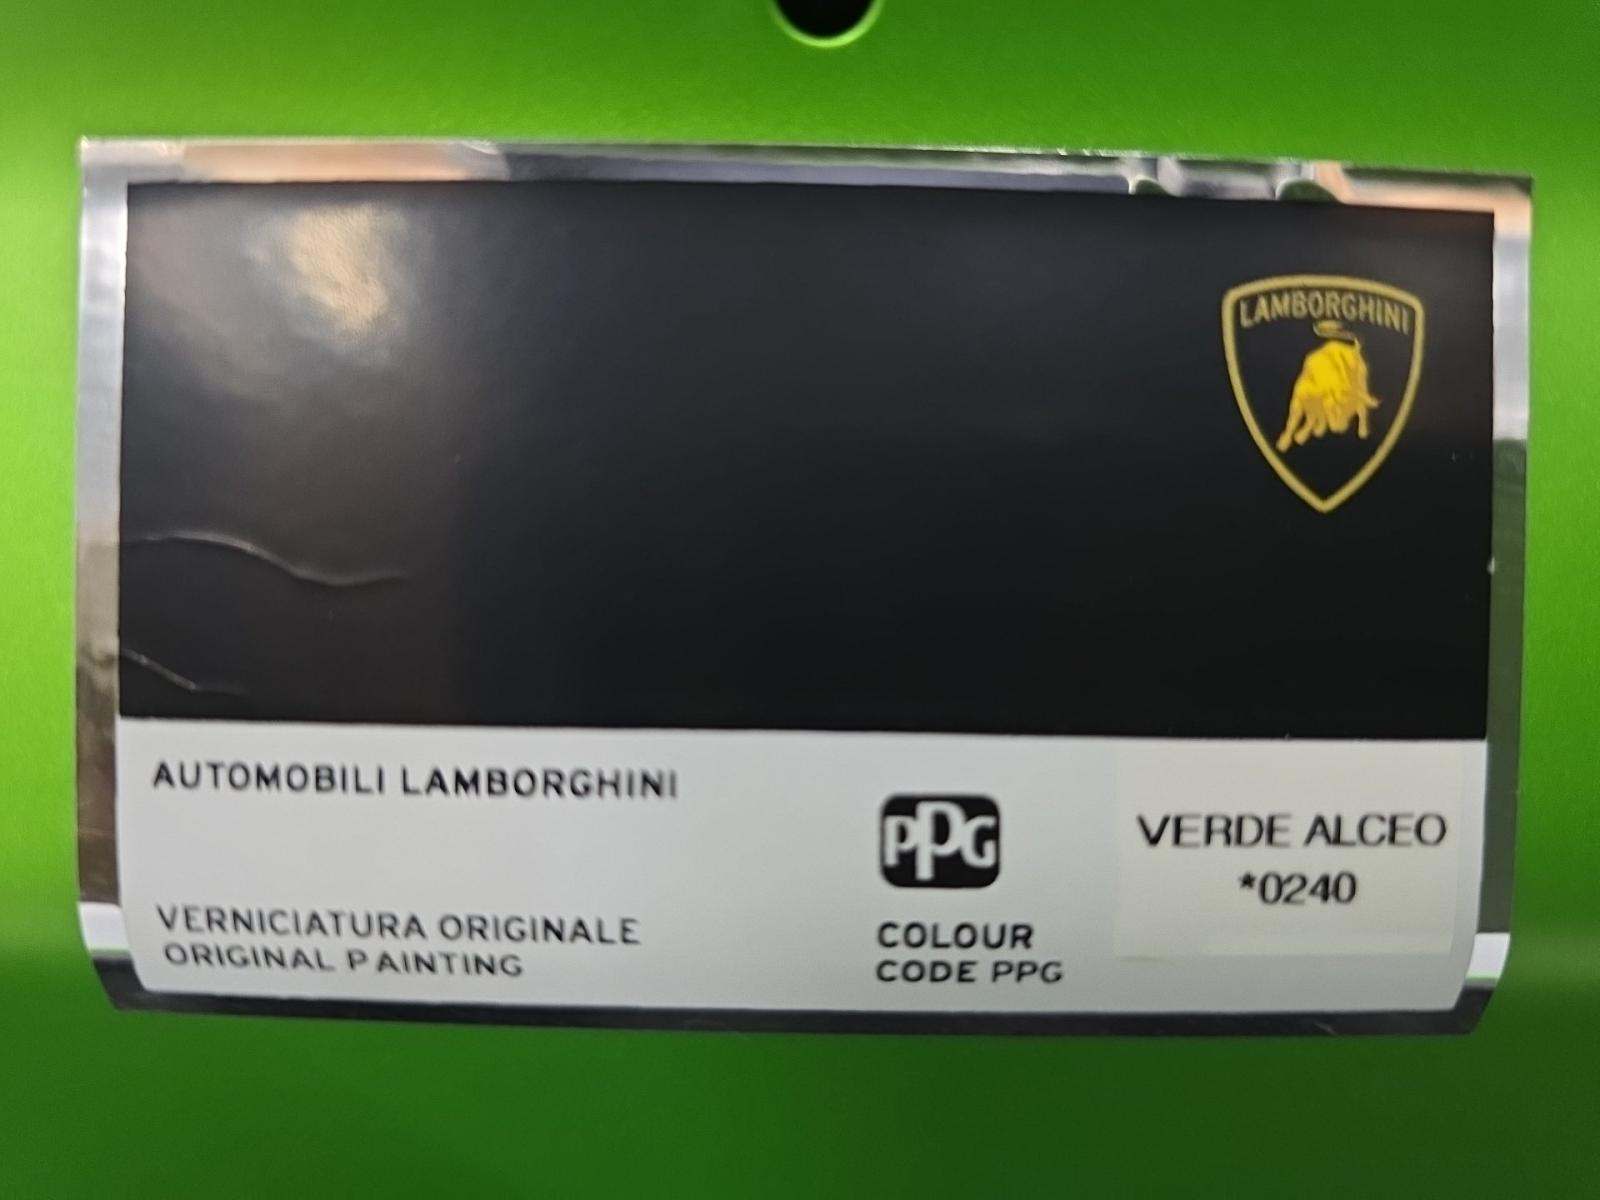 LAMBORGHINI
AUTOMOBILI LAMBORGHINI
VERNICIATURA ORIGINALE
ORIGINAL PAINTING
PPG
COLOUR
CODE PPG
VERDE ALCEO
*0240